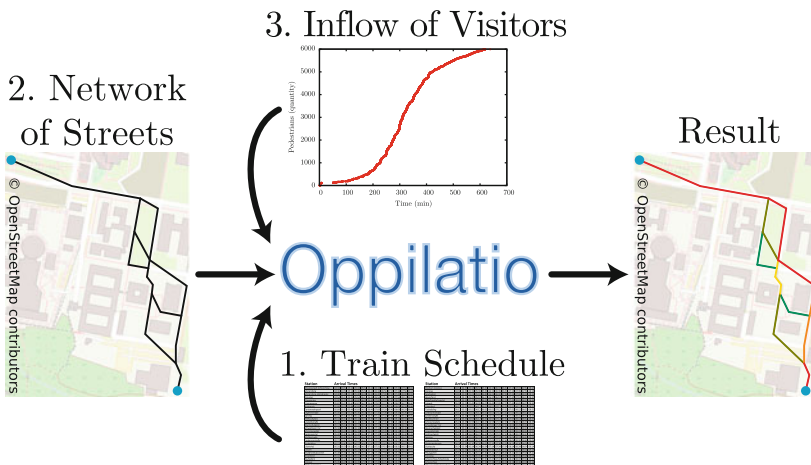 3. Inflow of Visitors
6000
5000
4000
3000
2000
1000
0
Pedestrians (quantity)
0 100 200 300 400 500 600 700
Time (min)
2. Network
of Streets
© OpenStreetMap contributors
Oppilatio
Result
© OpenStreetMap contributors
1. Train Schedule
Station Arrival Times
Station Arrival Times